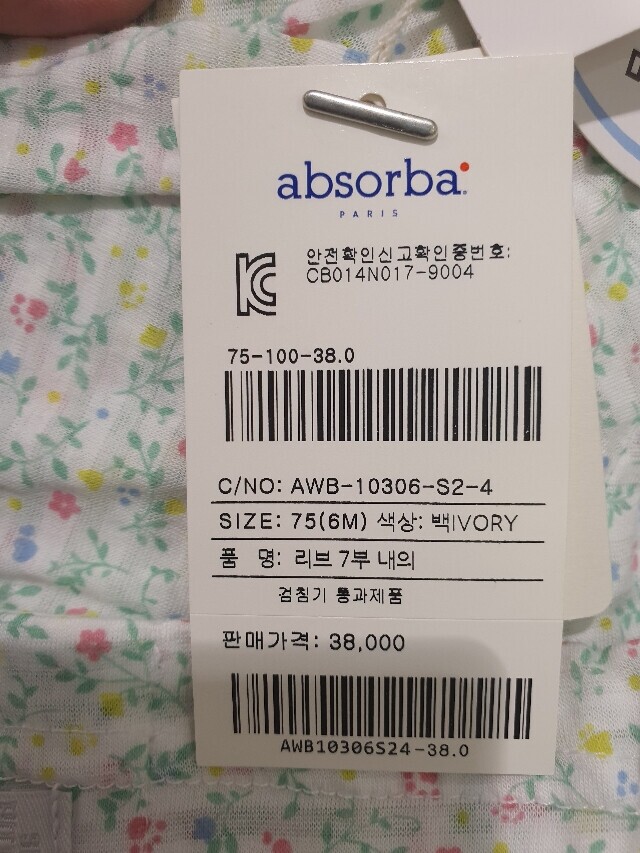 absorba
PARIS
안전확인신고확인증번호:
CB014N017-9004
75-100-38.0
C/NO: AWB-10306-S2-4
SIZE: 75(6M) 색상: 백IVORY
품 명: 리브 7부 내의
검침기 통과제품
판매가격: 38,000
AWB10306S24-38.0